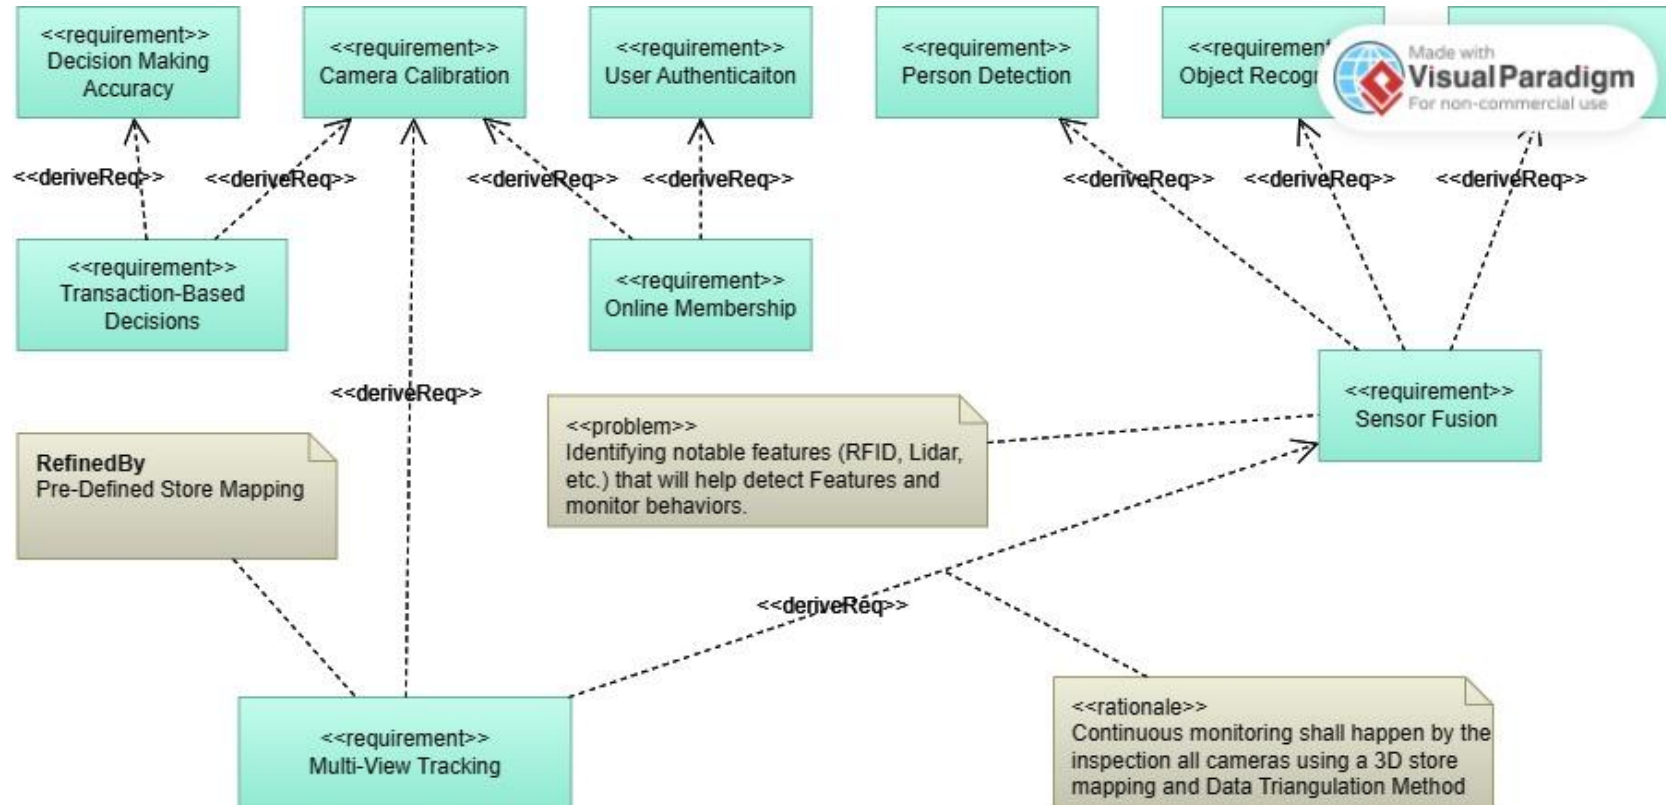 <<requirement>>
Decision Making
Accuracy
<<requirement>>
Camera Calibration
<<requirement>>
User Authenticaiton
<<requirement>>
Person Detection
<<requirement
Object Recogn
Made with
Visual Paradigm
For non-commercial use
<<deriveReq>>
<<deriveReq>>
<<deriveReq>>
<<deriveReq>>
<<deriveReq>>
<<deriveReq>>
<<deriveReq>>
<<requirement>>
Transaction-Based
Decisions
<<requirement>>
Online Membership
<<deriveReq>>
<<requirement>>
Sensor Fusion
<<problem>>
Identifying notable features (RFID, Lidar,
etc.) that will help detect Features and
monitor behaviors.
RefinedBy
Pre-Defined Store Mapping
<<deriveReq>>
<<requirement>>
Multi-View Tracking
<<rationale>>
Continuous monitoring shall happen by the
inspection all cameras using a 3D store
mapping and Data Triangulation Method